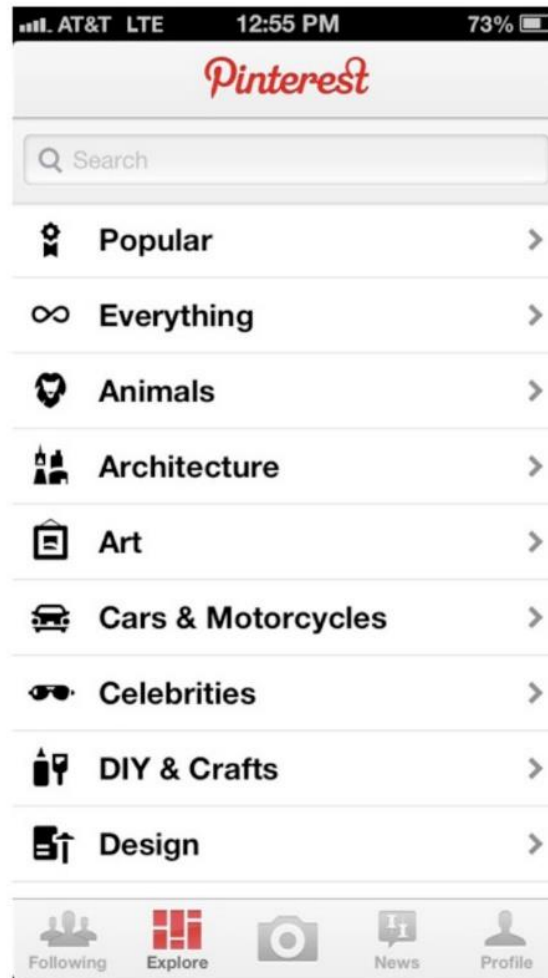 AT&T LTE 12:55 PM 73%
Pinterest
Search
Popular
Everything
Animals
Architecture
Art
Cars & Motorcycles
Celebrities
DIY & Crafts
Design
Following Explore News Profile